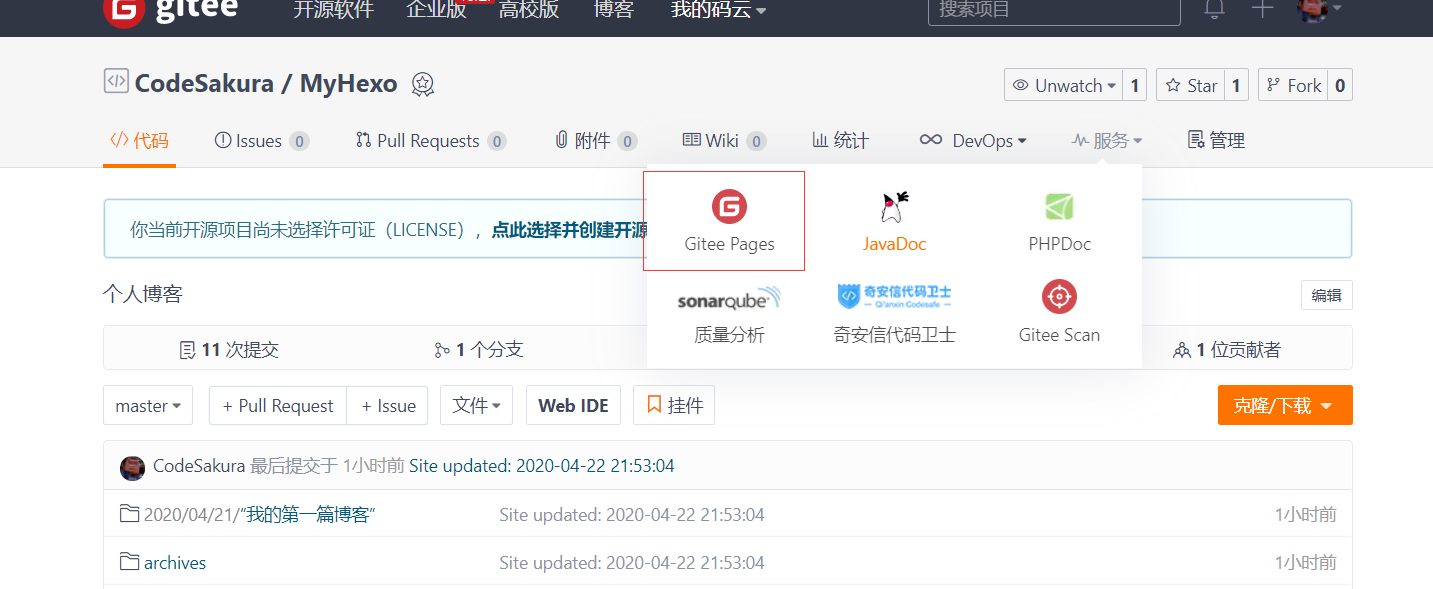 gitee 开源软件 企业版 高校版 博客 我的码云 搜索项目
CodeSakura / MyHexo Unwatch 1 Star 1 Fork 0
代码 Issues 0 Pull Requests 0 附件 0 Wiki 0 统计 DevOps 服务 管理
Gitee Pages JavaDoc PHPDoc
你当前开源项目尚未选择许可证（LICENSE），点此选择并创建开源
sonarqube 奇安信代码卫士
Qi'anxin Codesafe
质量分析 奇安信代码卫士 Gitee Scan
个人博客 编辑
11 次提交 1 个分支 1 位贡献者
master + Pull Request + Issue 文件 Web IDE 挂件 克隆/下载
CodeSakura 最后提交于 1小时前 Site updated: 2020-04-22 21:53:04
2020/04/21/“我的第一篇博客” Site updated: 2020-04-22 21:53:04 1小时前
archives Site updated: 2020-04-22 21:53:04 1小时前